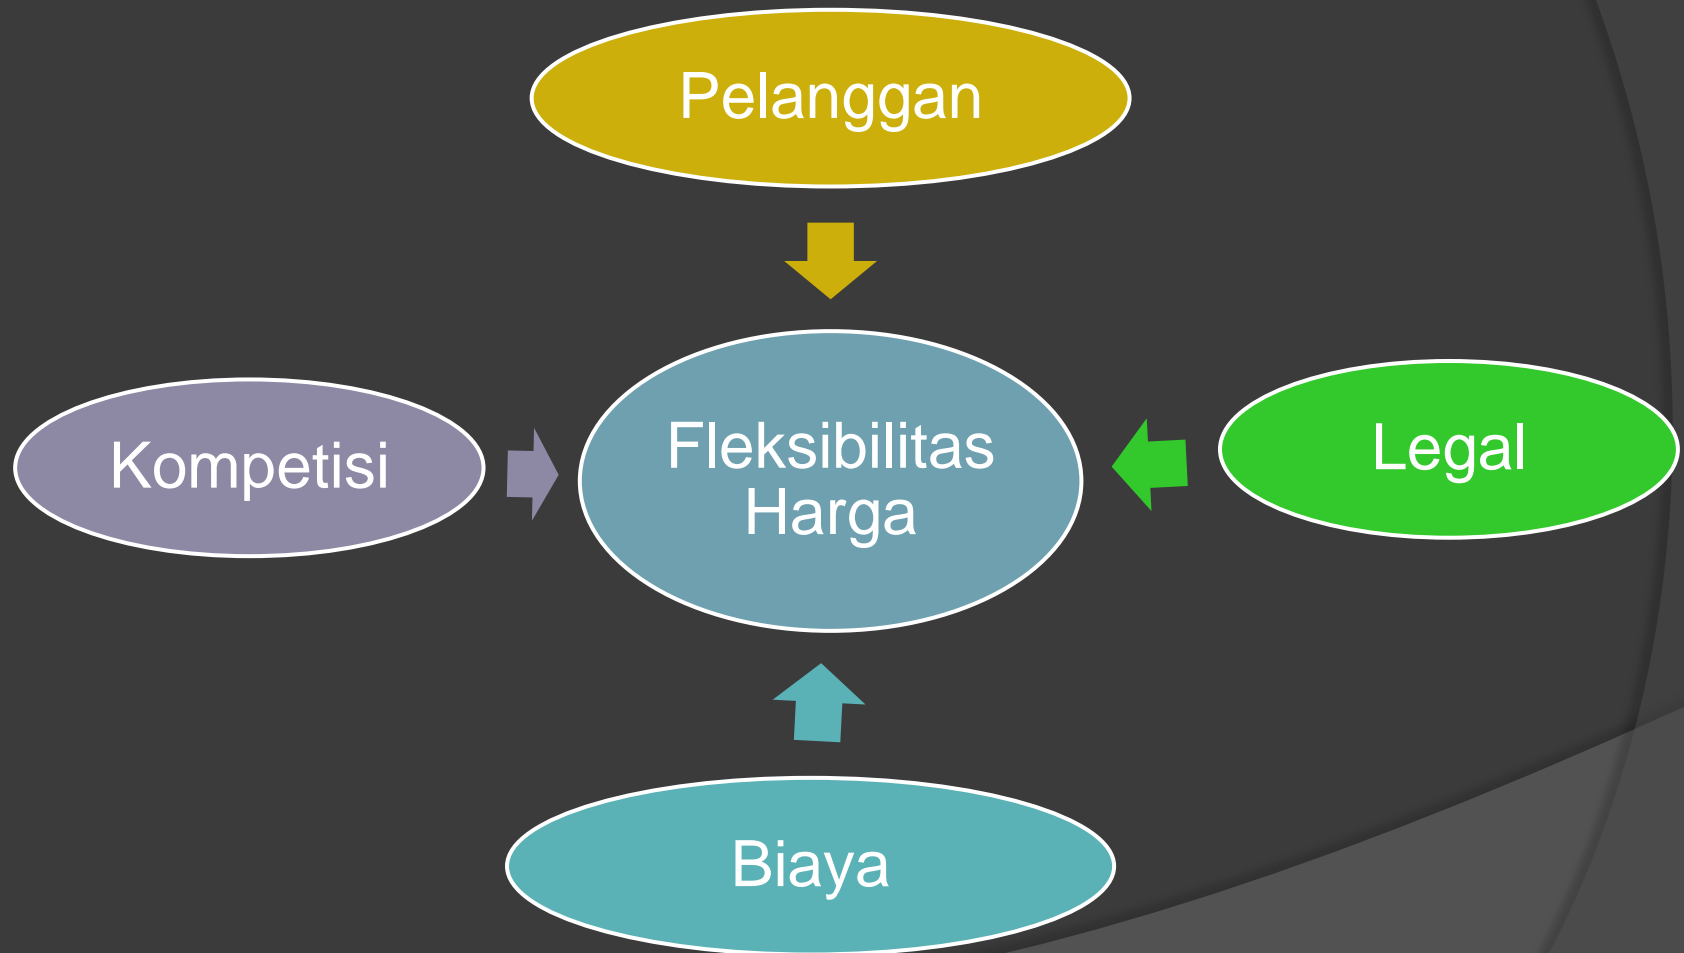 Pelanggan
Kompetisi
Fleksibilitas
Harga
Legal
Biaya